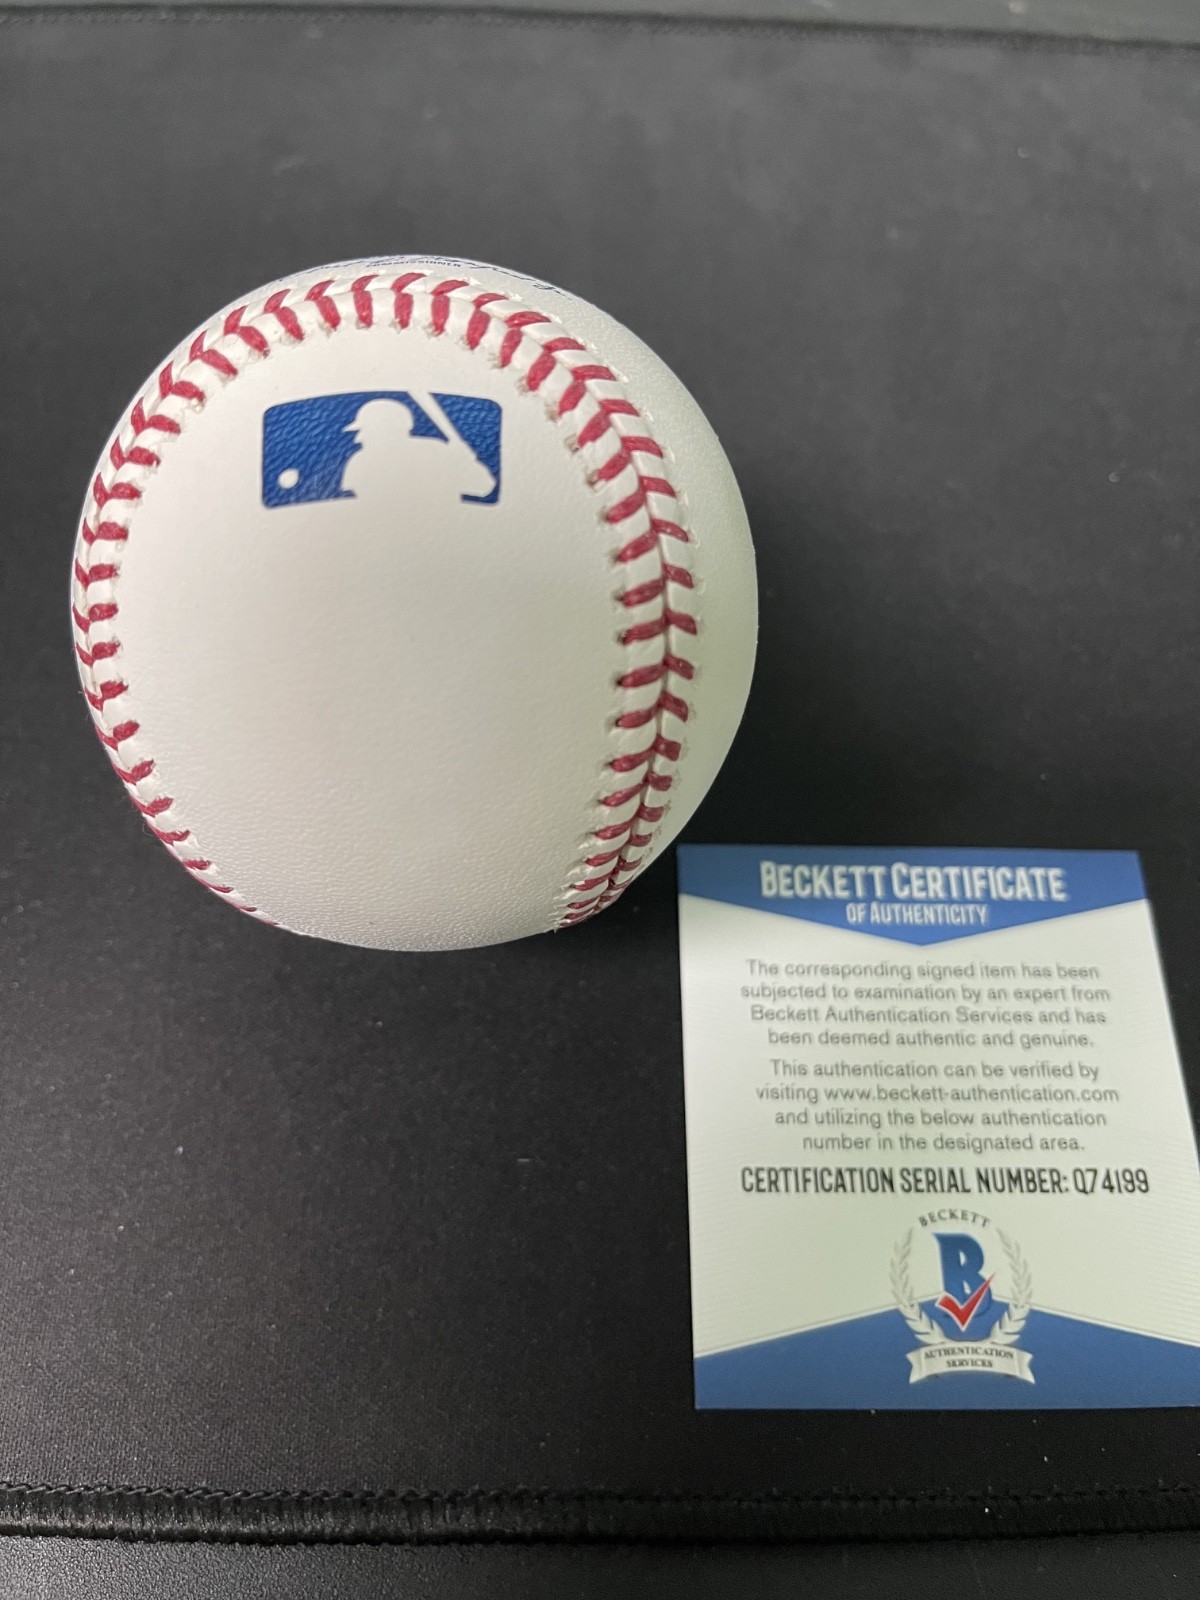 COMMISSIONER
BECKETT CERTIFICATE
OF AUTHENTICITY
The corresponding signed item has been
subjected to examination by an expert from
Beckett Authentication Services and has
been deemed authentic and genuine.
This authentication can be verified by
visiting www.beckett-authentication.com
and utilizing the below authentication
number in the designated area.
CERTIFICATION SERIAL NUMBER: Q74199
BECKETT
B
AUTHENTICATION
SERVICES